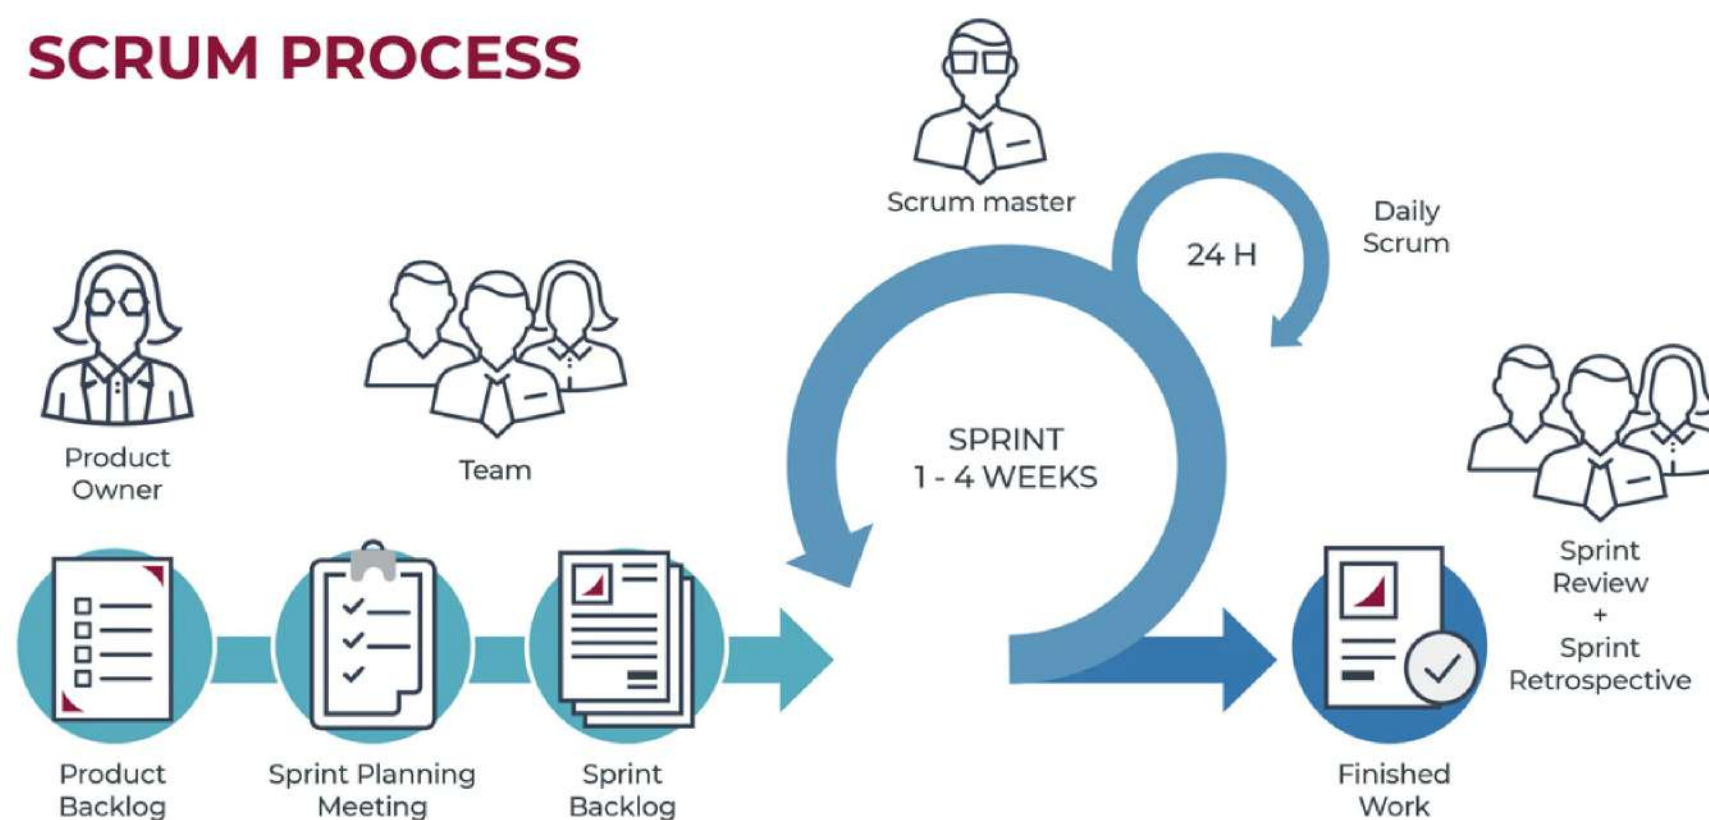 SCRUM PROCESS
Scrum master
Daily
Scrum
24 H
Product
Owner
Team
SPRINT
1 - 4 WEEKS
Sprint
Review
+
Sprint
Retrospective
Product
Backlog
Sprint Planning
Meeting
Sprint
Backlog
Finished
Work